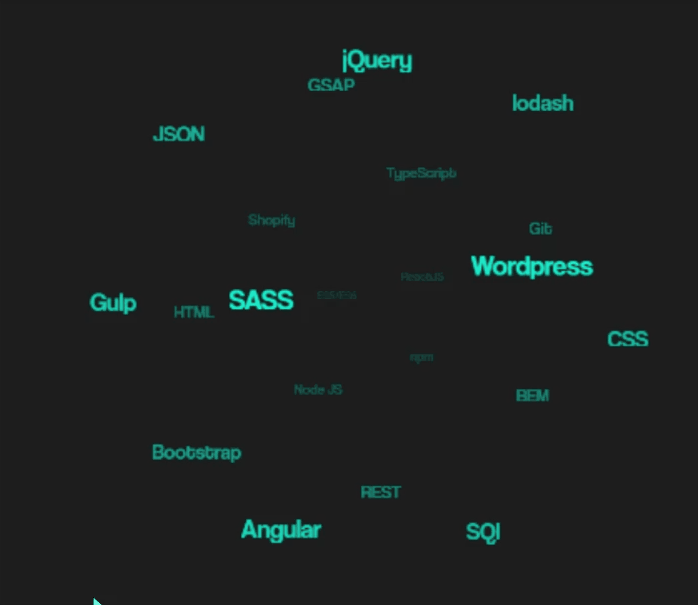 jQuery
GSAP
lodash
JSON
TypeScript
Shopify
Git
Wordpress
ReactJS
SASS
Gulp
HTML
CSS
npm
Node JS
BEM
Bootstrap
REST
Angular
SQl